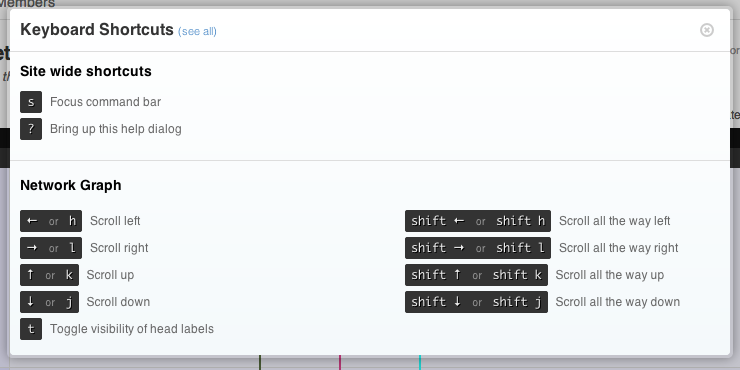 Members
Keyboard Shortcuts (see all)
Site wide shortcuts
s Focus command bar
? Bring up this help dialog
Network Graph
← or h Scroll left
→ or l Scroll right
↑ or k Scroll up
↓ or j Scroll down
t Toggle visibility of head labels
shift ← or shift h Scroll all the way left
shift → or shift l Scroll all the way right
shift ↑ or shift k Scroll all the way up
shift ↓ or shift j Scroll all the way down